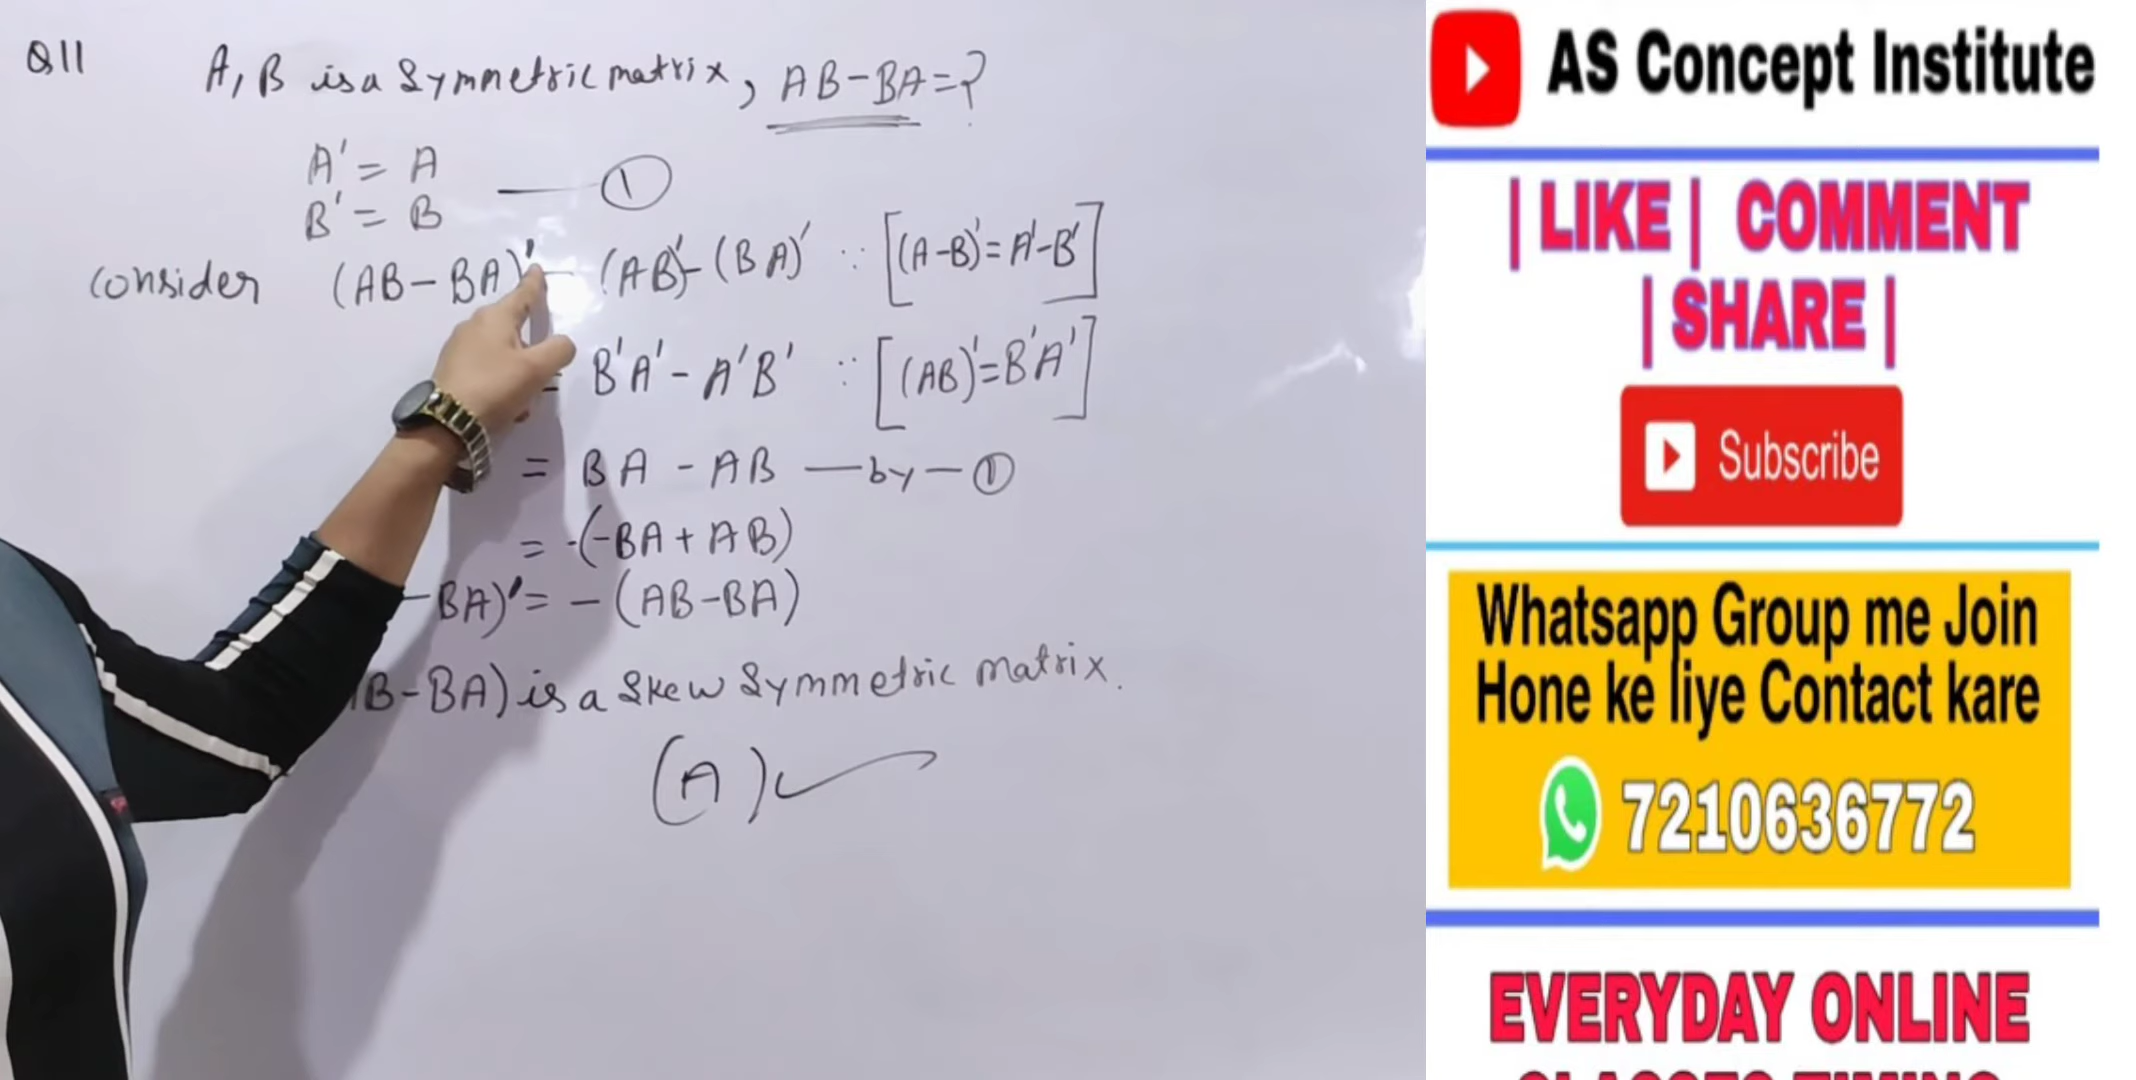 Q11 A, B is a Symmetric matrix, AB-BA=?
A' = A
B' = B — ①
Consider (AB-BA)' = (AB)'-(BA)' ∵ [(A-B)'=A'-B']
= B'A' - A'B' ∵ [(AB)'=B'A']
= BA - AB — by — ①
= -(-BA+AB)
-BA)' = -(AB-BA)
B-BA) is a Skew Symmetric matrix.
(A) ✓
AS Concept Institute
| LIKE | COMMENT
| SHARE |
Subscribe
Whatsapp Group me Join
Hone ke liye Contact kare
7210636772
EVERYDAY ONLINE
CLASSES TIMING